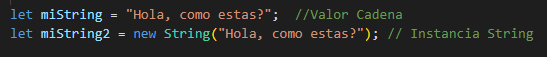 let miString = "Hola, como estas?";  //Valor Cadena
let miString2 = new String("Hola, como estas?"); // Instancia String